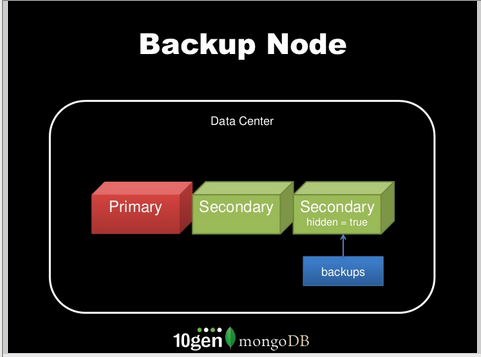 Backup Node
Data Center
Primary
Secondary
Secondary
hidden = true
backups
10gen mongoDB